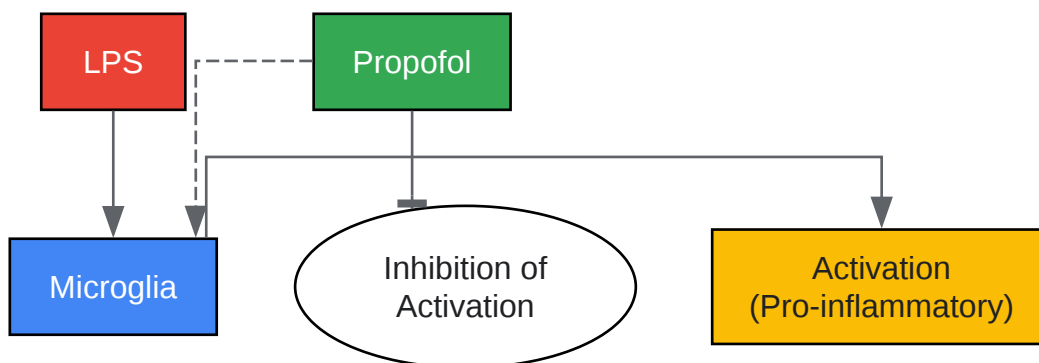 LPS
Propofol
Microglia
Inhibition of
Activation
Activation
(Pro-inflammatory)